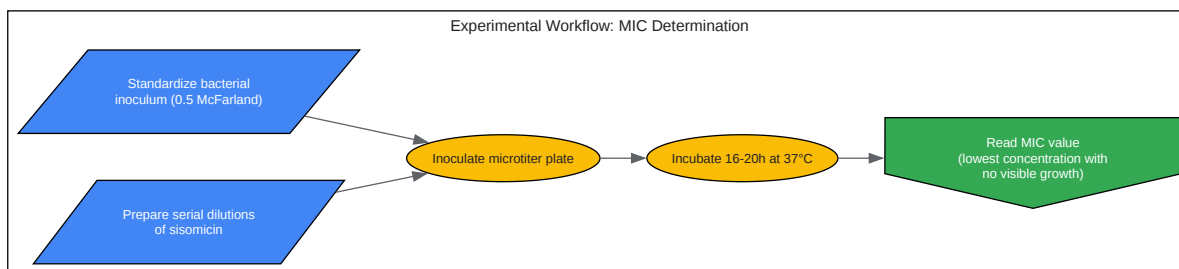 Experimental Workflow: MIC Determination
Standardize bacterial
inoculum (0.5 McFarland)
Prepare serial dilutions
of sisomicin
Inoculate microtiter plate
Incubate 16-20h at 37°C
Read MIC value
(lowest concentration with
no visible growth)